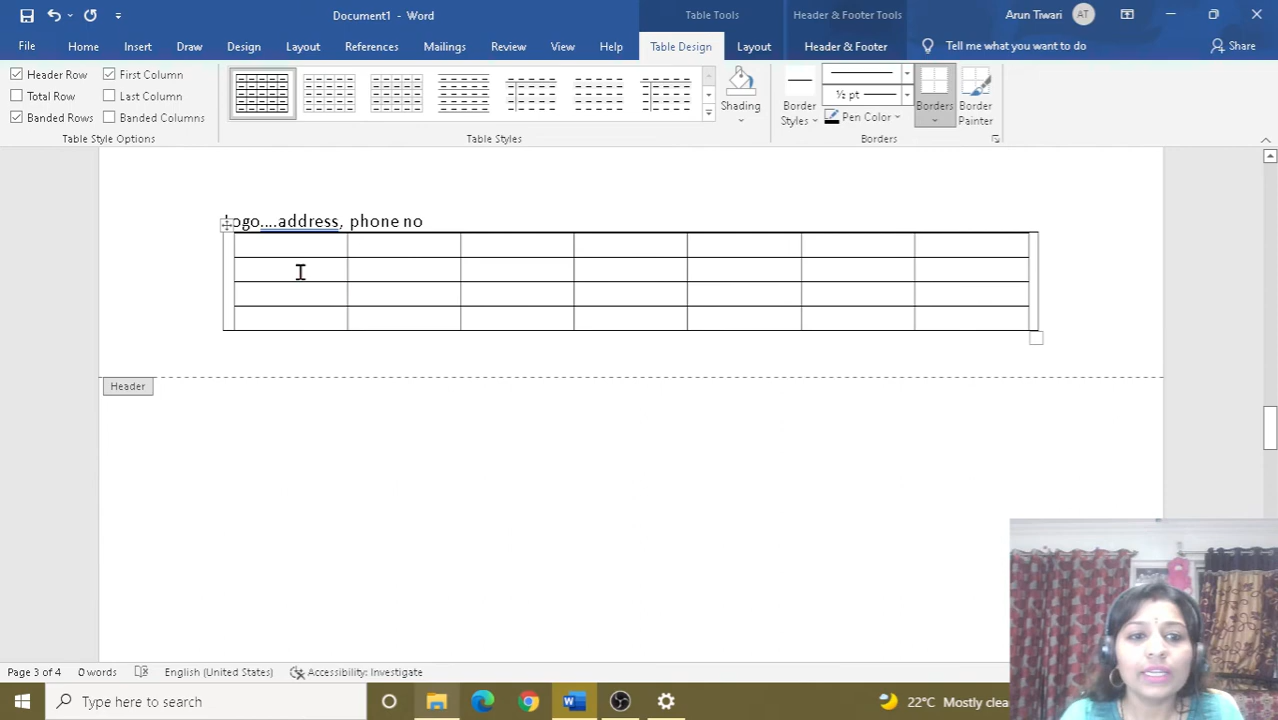 Document1 - Word
Table Tools
Header & Footer Tools
Arun Tiwari
AT
File
Home
Insert
Draw
Design
Layout
References
Mailings
Review
View
Help
Table Design
Layout
Header & Footer
Tell me what you want to do
Share
Header Row
First Column
Total Row
Last Column
Banded Rows
Banded Columns
Table Style Options
Table Styles
Shading
Border Styles
½ pt
Pen Color
Borders
Border Painter
Borders
Logo....address, phone no
Header
Page 3 of 4
0 words
English (United States)
Accessibility: Investigate
Type here to search
22°C Mostly clea